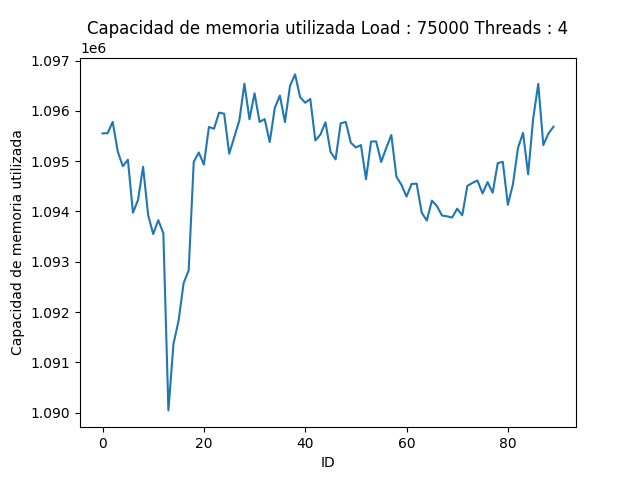 Capacidad de memoria utilizada Load : 75000 Threads : 4
1e6
1.097
1.096
1.095
1.094
1.093
1.092
1.091
1.090
Capacidad de memoria utilizada
0 20 40 60 80
ID